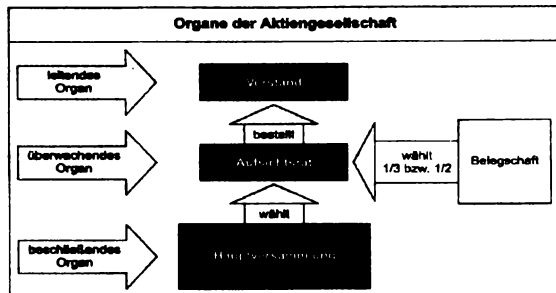 Organe der Aktiengesellschaft
leitendes
Organ
Vorstand
bestellt
überwachendes
Organ
Aufsichtsrat
wählt
1/3 bzw. 1/2
Belegschaft
wählt
beschließendes
Organ
Hauptversammlung